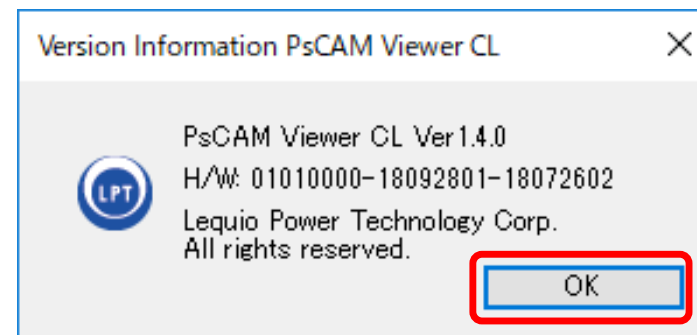 Version Information PsCAM Viewer CL
PsCAM Viewer CL Ver1.4.0
LPT
H/W: 01010000-18092801-18072602
Lequio Power Technology Corp.
All rights reserved.
OK